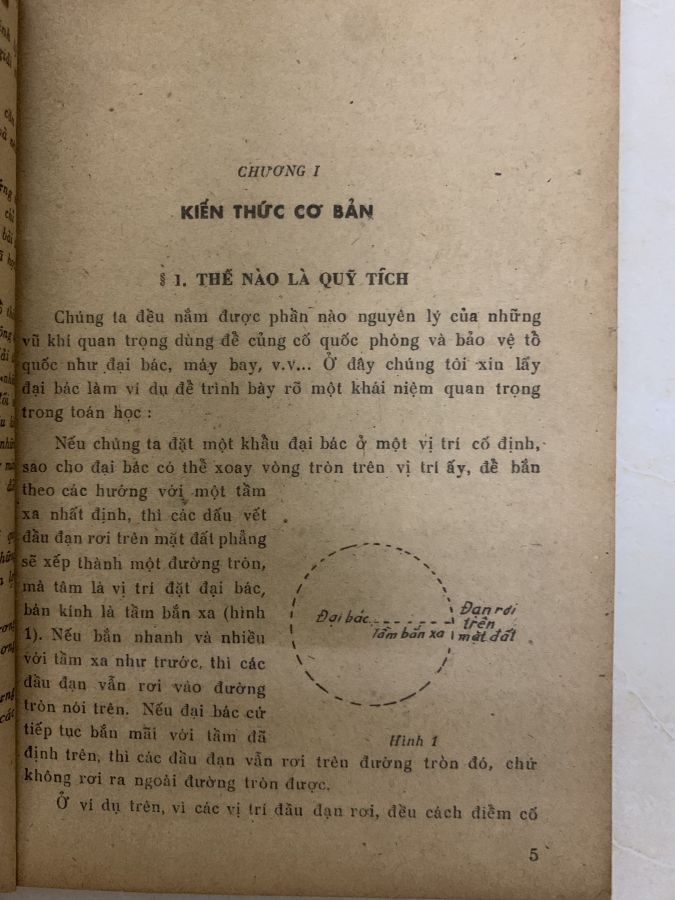 CHƯƠNG I
KIẾN THỨC CƠ BẢN
§ 1. THẾ NÀO LÀ QUỸ TÍCH
Chúng ta đều nắm được phần nào nguyên lý của những
vũ khí quan trọng dùng để củng cố quốc phòng và bảo vệ tổ
quốc như đại bác, máy bay, v.v... Ở đây chúng tôi xin lấy
đại bác làm ví dụ để trình bày rõ một khái niệm quan trọng
trong toán học :
Nếu chúng ta đặt một khẩu đại bác ở một vị trí cố định,
sao cho đại bác có thể xoay vòng tròn trên vị trí ấy, để bắn
theo các hướng với một tầm
xa nhất định, thì các dấu vết
đầu đạn rơi trên mặt đất phẳng
sẽ xếp thành một đường tròn,
mà tâm là vị trí đặt đại bác,
bán kính là tầm bắn xa (hình
1). Nếu bắn nhanh và nhiều
với tầm xa như trước, thì các
đầu đạn vẫn rơi vào đường
tròn nói trên. Nếu đại bác cứ
tiếp tục bắn mãi với tầm đã
định trên, thì các đầu đạn vẫn rơi trên đường tròn đó, chứ
không rơi ra ngoài đường tròn được.
Đại bác
Tầm bắn xa
Đạn rơi
trên
mặt đất
Hình 1
Ở ví dụ trên, vì các vị trí đầu đạn rơi, đều cách điểm cố
5